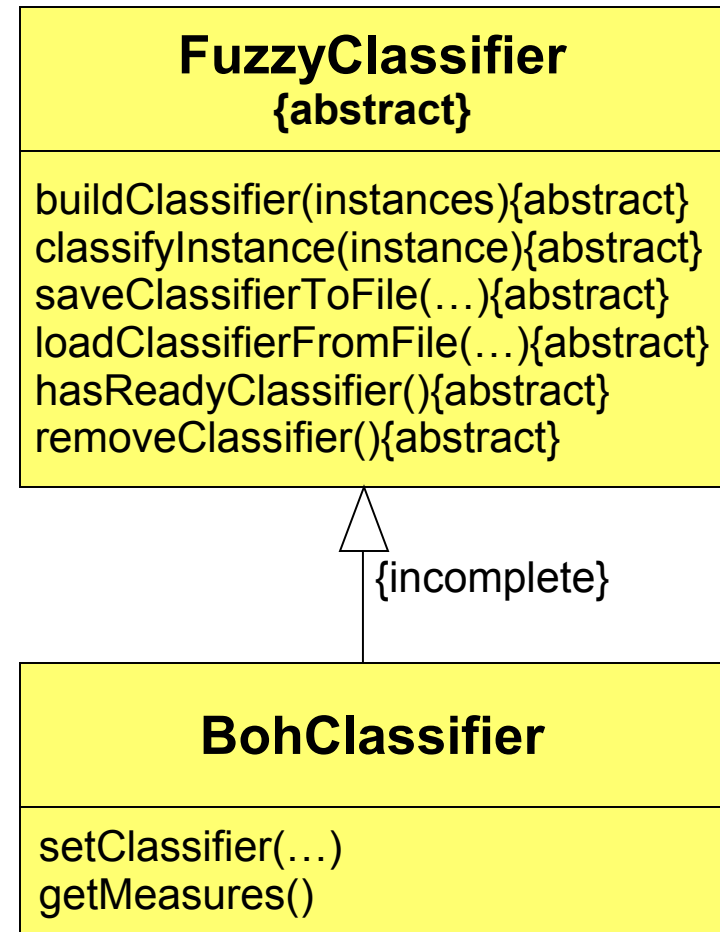 FuzzyClassifier
{abstract}
buildClassifier(instances){abstract}
classifyInstance(instance){abstract}
saveClassifierToFile(…){abstract}
loadClassifierFromFile(…){abstract}
hasReadyClassifier(){abstract}
removeClassifier(){abstract}
{incomplete}
BohClassifier
setClassifier(…)
getMeasures()